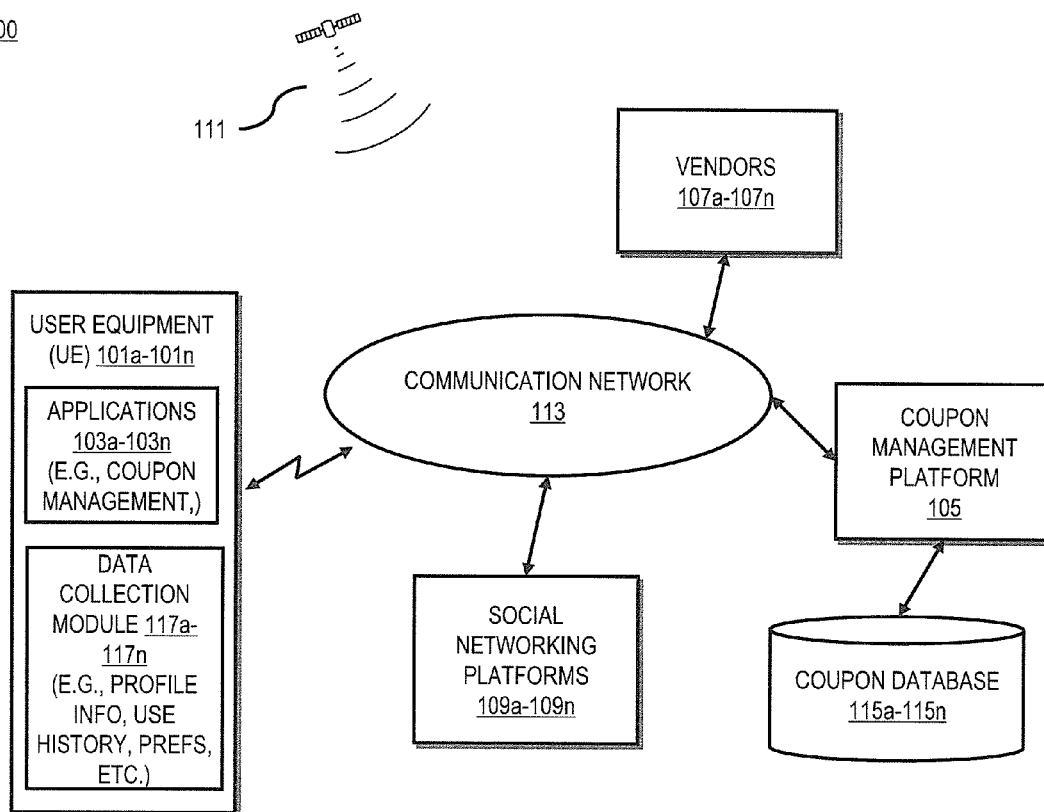 00
111
VENDORS
107a-107n
USER EQUIPMENT
(UE) 101a-101n
APPLICATIONS
103a-103n
(E.G., COUPON
MANAGEMENT,)
DATA
COLLECTION
MODULE 117a-
117n
(E.G., PROFILE
INFO, USE
HISTORY, PREFS,
ETC.)
COMMUNICATION NETWORK
113
COUPON
MANAGEMENT
PLATFORM
105
SOCIAL
NETWORKING
PLATFORMS
109a-109n
COUPON DATABASE
115a-115n